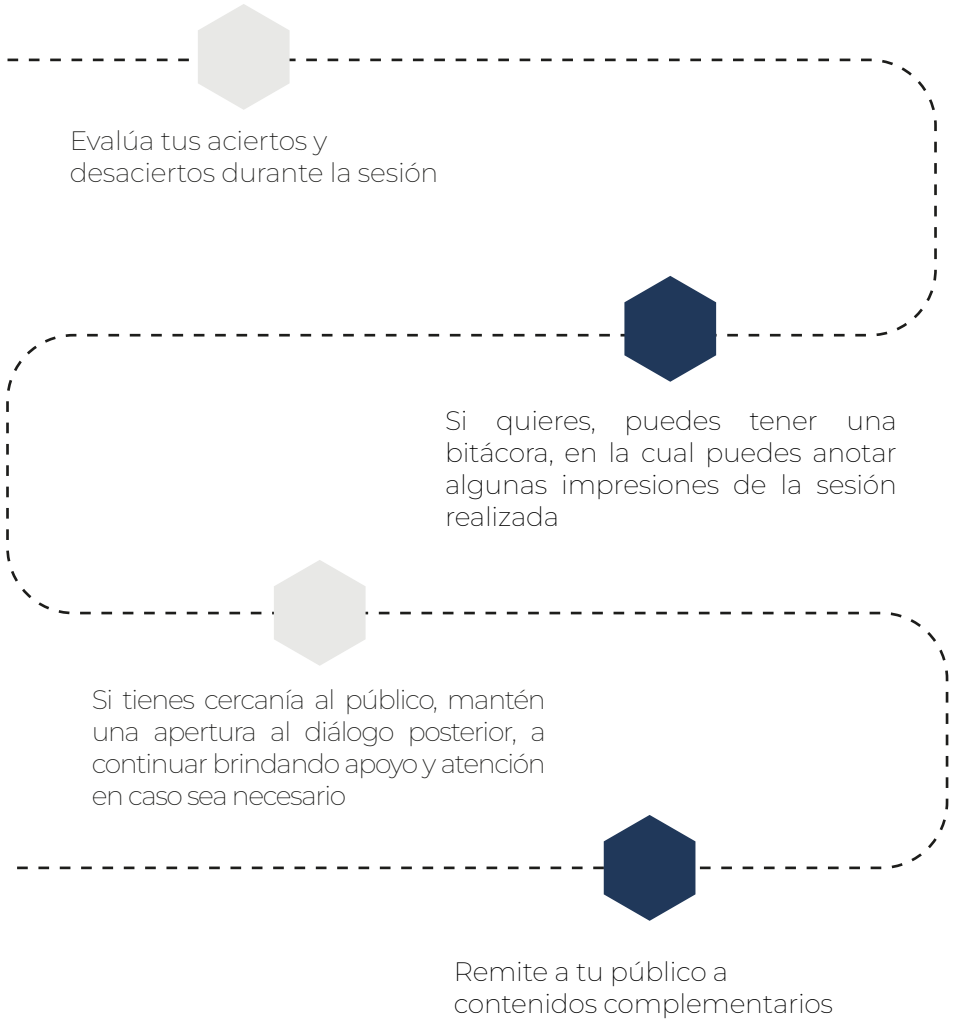 Evalúa tus aciertos y
desaciertos durante la sesión
Si quieres, puedes tener una
bitácora, en la cual puedes anotar
algunas impresiones de la sesión
realizada
Si tienes cercanía al público, mantén
una apertura al diálogo posterior, a
continuar brindando apoyo y atención
en caso sea necesario
Remite a tu público a
contenidos complementarios